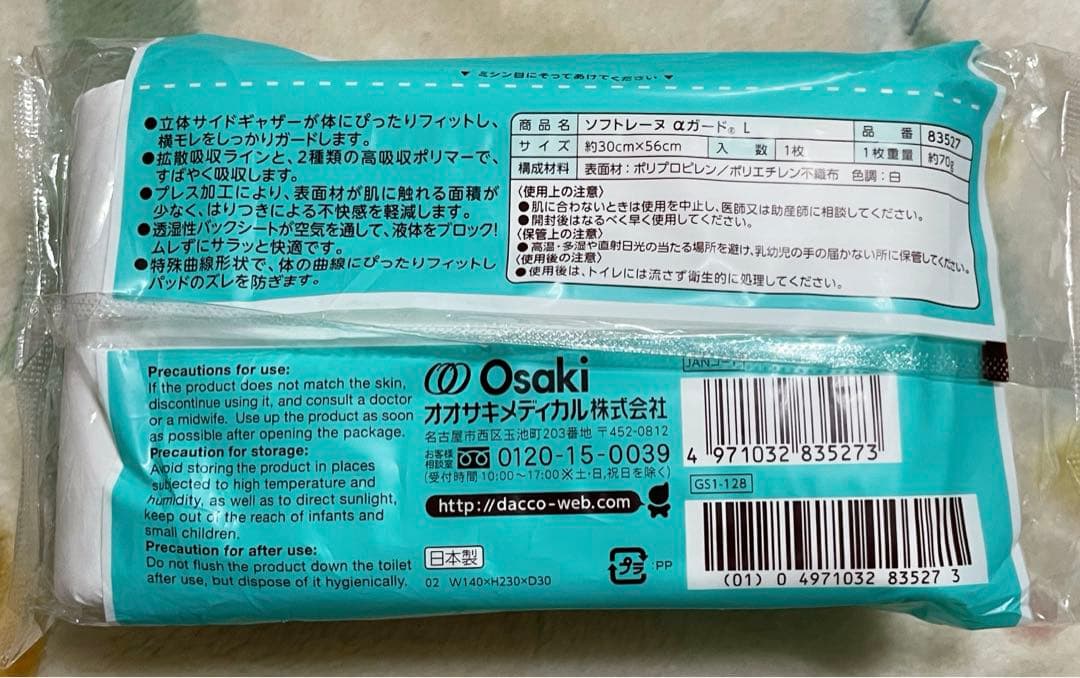 ▼ ミシン目にそってあけてください ▼
●立体サイドギャザーが体にぴったりフィットし、
横モレをしっかりガードします。
●拡散吸収ラインと、2種類の高吸収ポリマーで、
すばやく吸収します。
●プレス加工により、表面材が肌に触れる面積が
少なく、はりつきによる不快感を軽減します。
●透湿性バックシートが空気を通して、液体をブロック!
ムレずにサラッと快適です。
●特殊曲線形状で、体の曲線にぴったりフィットし
パッドのズレを防ぎます。
商品名 ソフトレーヌ αガード® L 品番 83527
サイズ 約30cm×56cm 入数 1枚 1枚重量 約70g
構成材料 表面材:ポリプロピレン/ポリエチレン不織布 色調:白
〈使用上の注意〉
●肌に合わないときは使用を中止し、医師又は助産師に相談してください。
●開封後はなるべく早く使用してください。
〈保管上の注意〉
●高温・多湿や直射日光の当たる場所を避け、乳幼児の手の届かない所に保管してください。
〈使用後の注意〉
●使用後は、トイレには流さず衛生的に処理してください。
Precautions for use:
If the product does not match the skin,
discontinue using it, and consult a doctor
or a midwife. Use up the product as soon
as possible after opening the package.
Precaution for storage:
Avoid storing the product in places
subjected to high temperature and
humidity, as well as to direct sunlight,
keep out of the reach of infants and
small children.
Precaution for after use:
Do not flush the product down the toilet
after use, but dispose of it hygienically.
Osaki
オオサキメディカル株式会社
名古屋市西区玉池町203番地 〒452-0812
お客様
相談室 0120-15-0039
(受付時間 10:00〜17:00 ※土・日,祝日を除く)
http://dacco-web.com
日本製
02 W140×H230×D30
プラ :PP
JANコード
4 971032 835273
GS1-128
(01) 0 4971032 83527 3